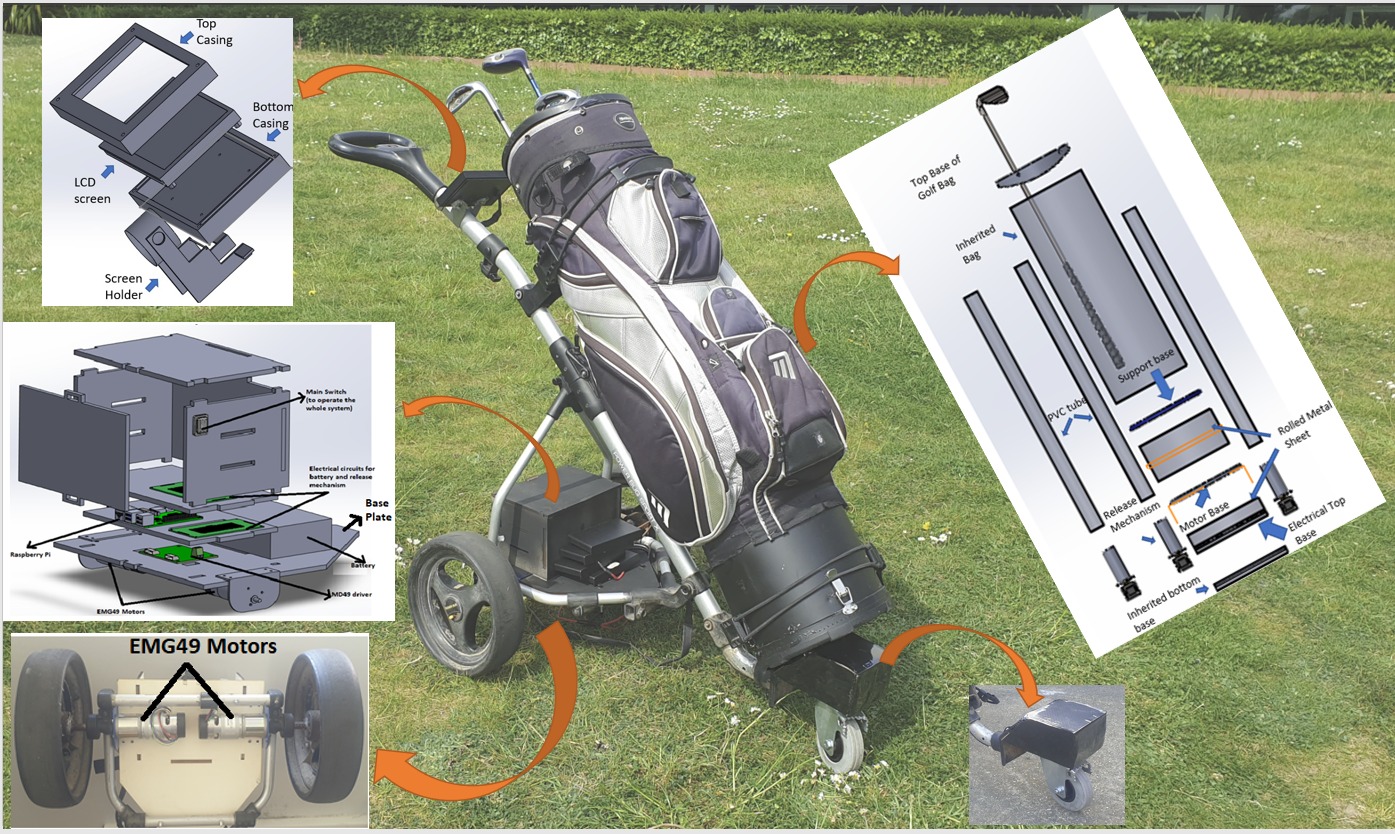 Top
Casing
Bottom
Casing
LCD
screen
Screen
Holder
Main Switch
(to operate the
whole system)
Electrical circuits for
battery and release
mechanism
Base
Plate
Raspberry Pi
Battery
MD49 driver
EMG49 Motors
EMG49 Motors
Top Base of
Golf Bag
Inherited
Bag
Support base
PVC tube
Rolled Metal
Sheet
Release
Mechanism
Motor Base
Electrical Top
Base
Inherited bottom
base